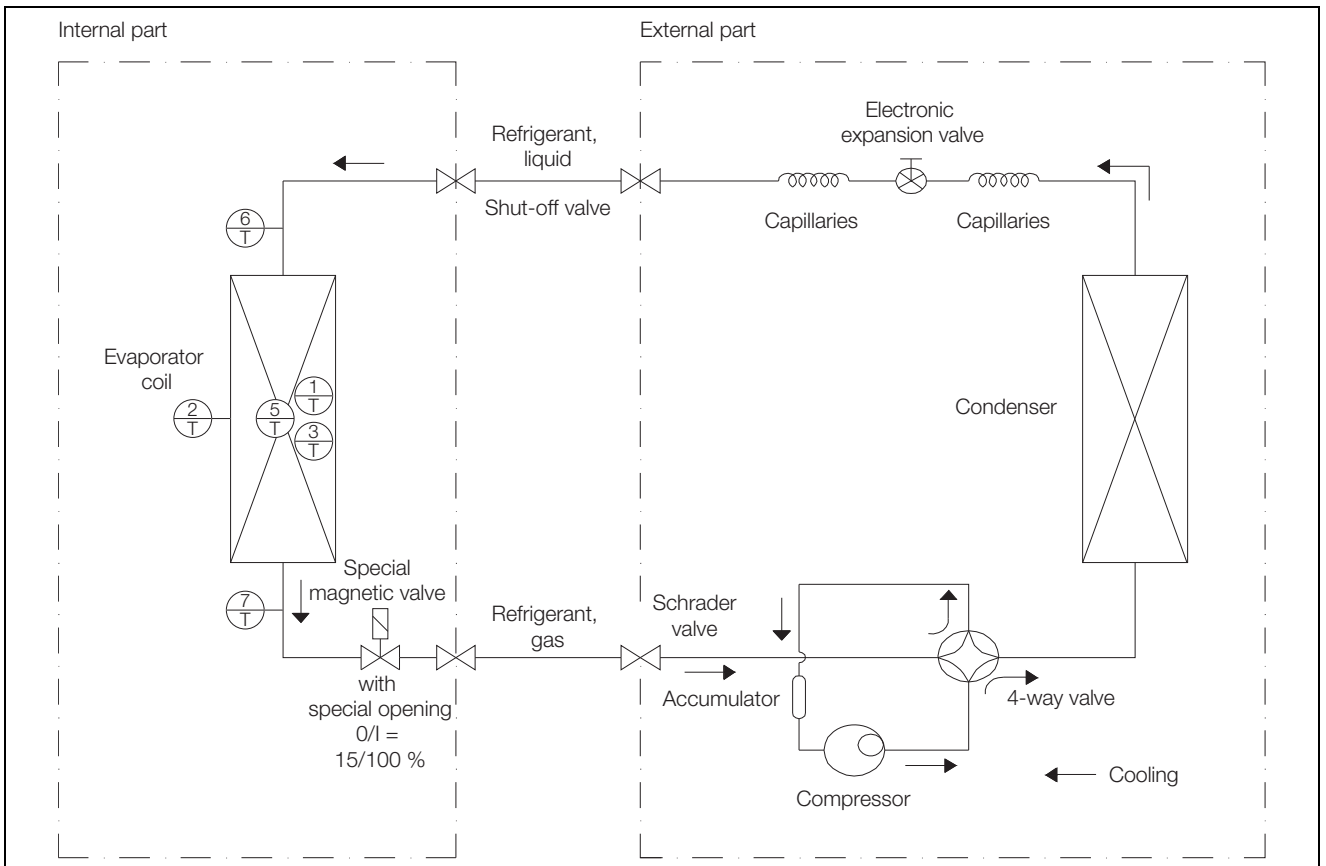 Internal part
External part
Electronic
expansion valve
Refrigerant,
liquid
Shut-off valve
Capillaries
Capillaries
6
T
Evaporator
coil
1
T
2
T
5
T
3
T
Condenser
Special
magnetic valve
7
T
Refrigerant,
gas
Schrader
valve
with
special opening
0/I =
15/100 %
Accumulator
4-way valve
Cooling
Compressor